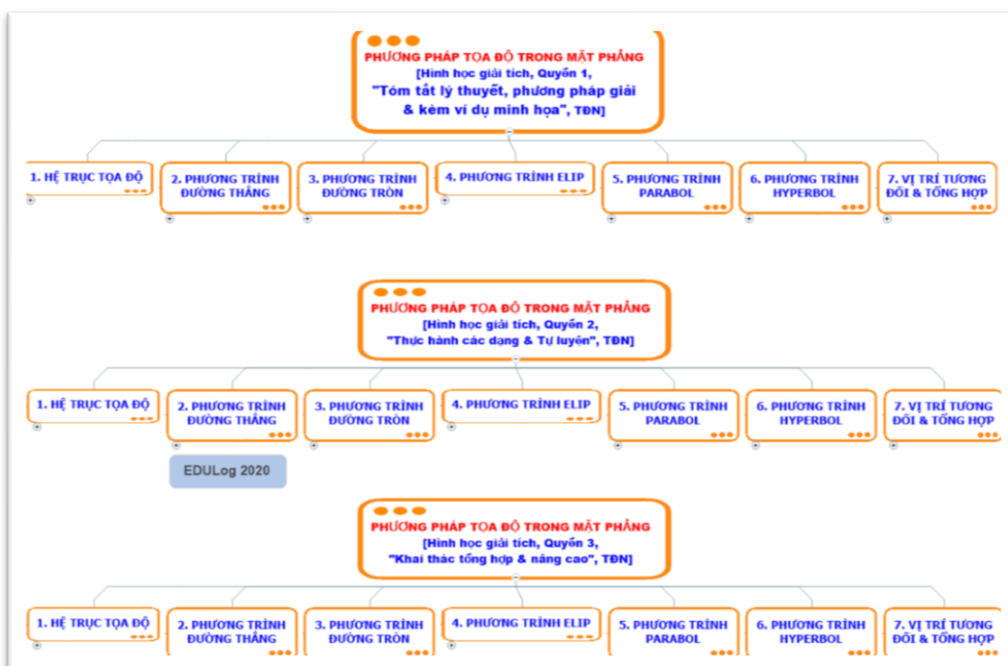 PHƯƠNG PHÁP TỌA ĐỘ TRONG MẶT PHẲNG
[Hình học giải tích, Quyển 1,
"Tóm tắt lý thuyết, phương pháp giải
& kèm ví dụ minh họa", TĐN]
1. HỆ TRỤC TỌA ĐỘ
2. PHƯƠNG TRÌNH
ĐƯỜNG THẲNG
3. PHƯƠNG TRÌNH
ĐƯỜNG TRÒN
4. PHƯƠNG TRÌNH ELIP
5. PHƯƠNG TRÌNH
PARABOL
6. PHƯƠNG TRÌNH
HYPERBOL
7. VỊ TRÍ TƯƠNG
ĐỐI & TỔNG HỢP
PHƯƠNG PHÁP TỌA ĐỘ TRONG MẶT PHẲNG
[Hình học giải tích, Quyển 2,
"Thực hành các dạng & Tự luyện", TĐN]
1. HỆ TRỤC TỌA ĐỘ
2. PHƯƠNG TRÌNH
ĐƯỜNG THẲNG
3. PHƯƠNG TRÌNH
ĐƯỜNG TRÒN
4. PHƯƠNG TRÌNH ELIP
5. PHƯƠNG TRÌNH
PARABOL
6. PHƯƠNG TRÌNH
HYPERBOL
7. VỊ TRÍ TƯƠNG
ĐỐI & TỔNG HỢP
EDULog 2020
PHƯƠNG PHÁP TỌA ĐỘ TRONG MẶT PHẲNG
[Hình học giải tích, Quyển 3,
"Khai thác tổng hợp & nâng cao", TĐN]
1. HỆ TRỤC TỌA ĐỘ
2. PHƯƠNG TRÌNH
ĐƯỜNG THẲNG
3. PHƯƠNG TRÌNH
ĐƯỜNG TRÒN
4. PHƯƠNG TRÌNH ELIP
5. PHƯƠNG TRÌNH
PARABOL
6. PHƯƠNG TRÌNH
HYPERBOL
7. VỊ TRÍ TƯƠNG
ĐỐI & TỔNG HỢP